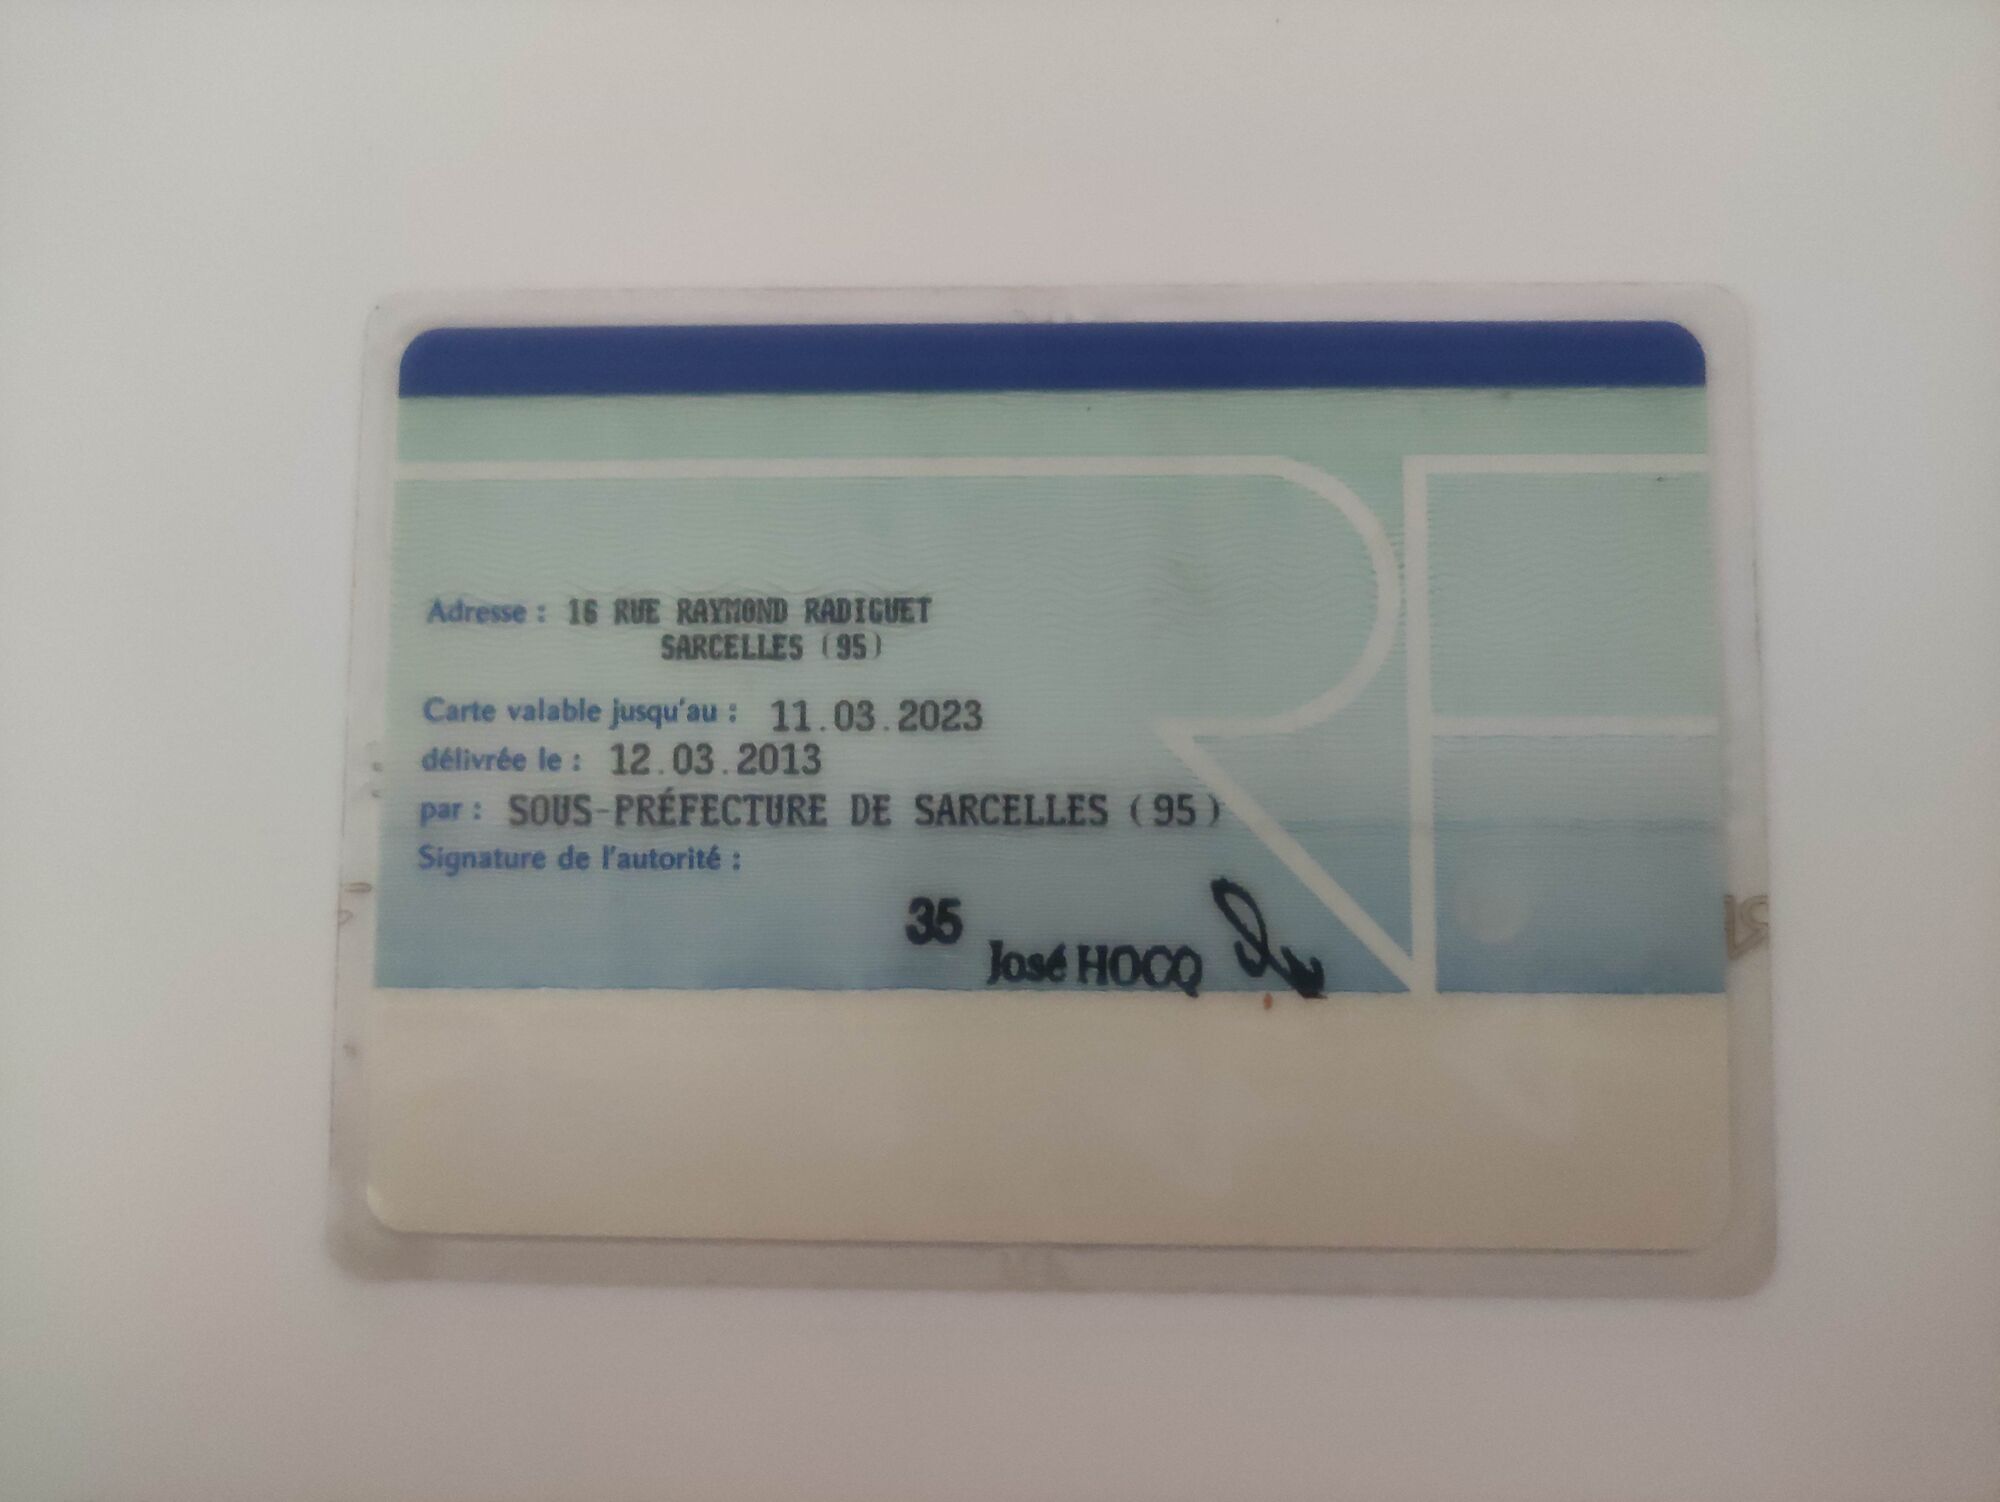 Adresse : 16 RUE RAYMOND RADIGUET
SARCELLES (95)
Carte valable jusqu'au : 11.03.2023
délivrée le : 12.03.2013
par : SOUS-PRÉFECTURE DE SARCELLES (95)
Signature de l'autorité :
35
José HOCQ
RF